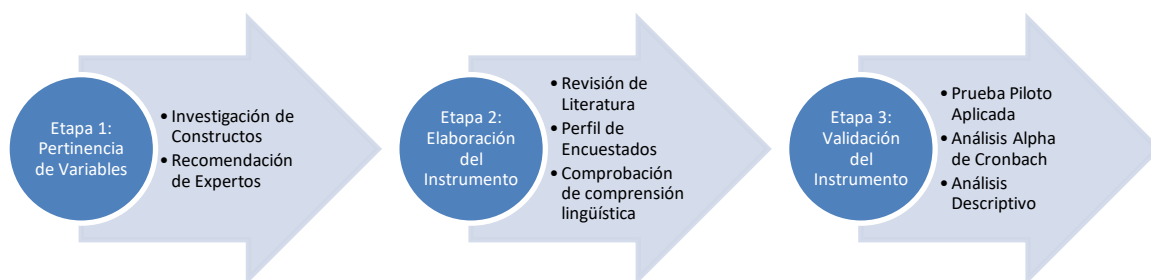 Etapa 1:
Pertinencia
de Variables
• Investigación de
Constructos
• Recomendación
de Expertos
Etapa 2:
Elaboración
del
Instrumento
• Revisión de
Literatura
• Perfil de
Encuestados
• Comprobación
de comprensión
lingüística
Etapa 3:
Validación
del
Instrumento
• Prueba Piloto
Aplicada
• Análisis Alpha
de Cronbach
• Análisis
Descriptivo